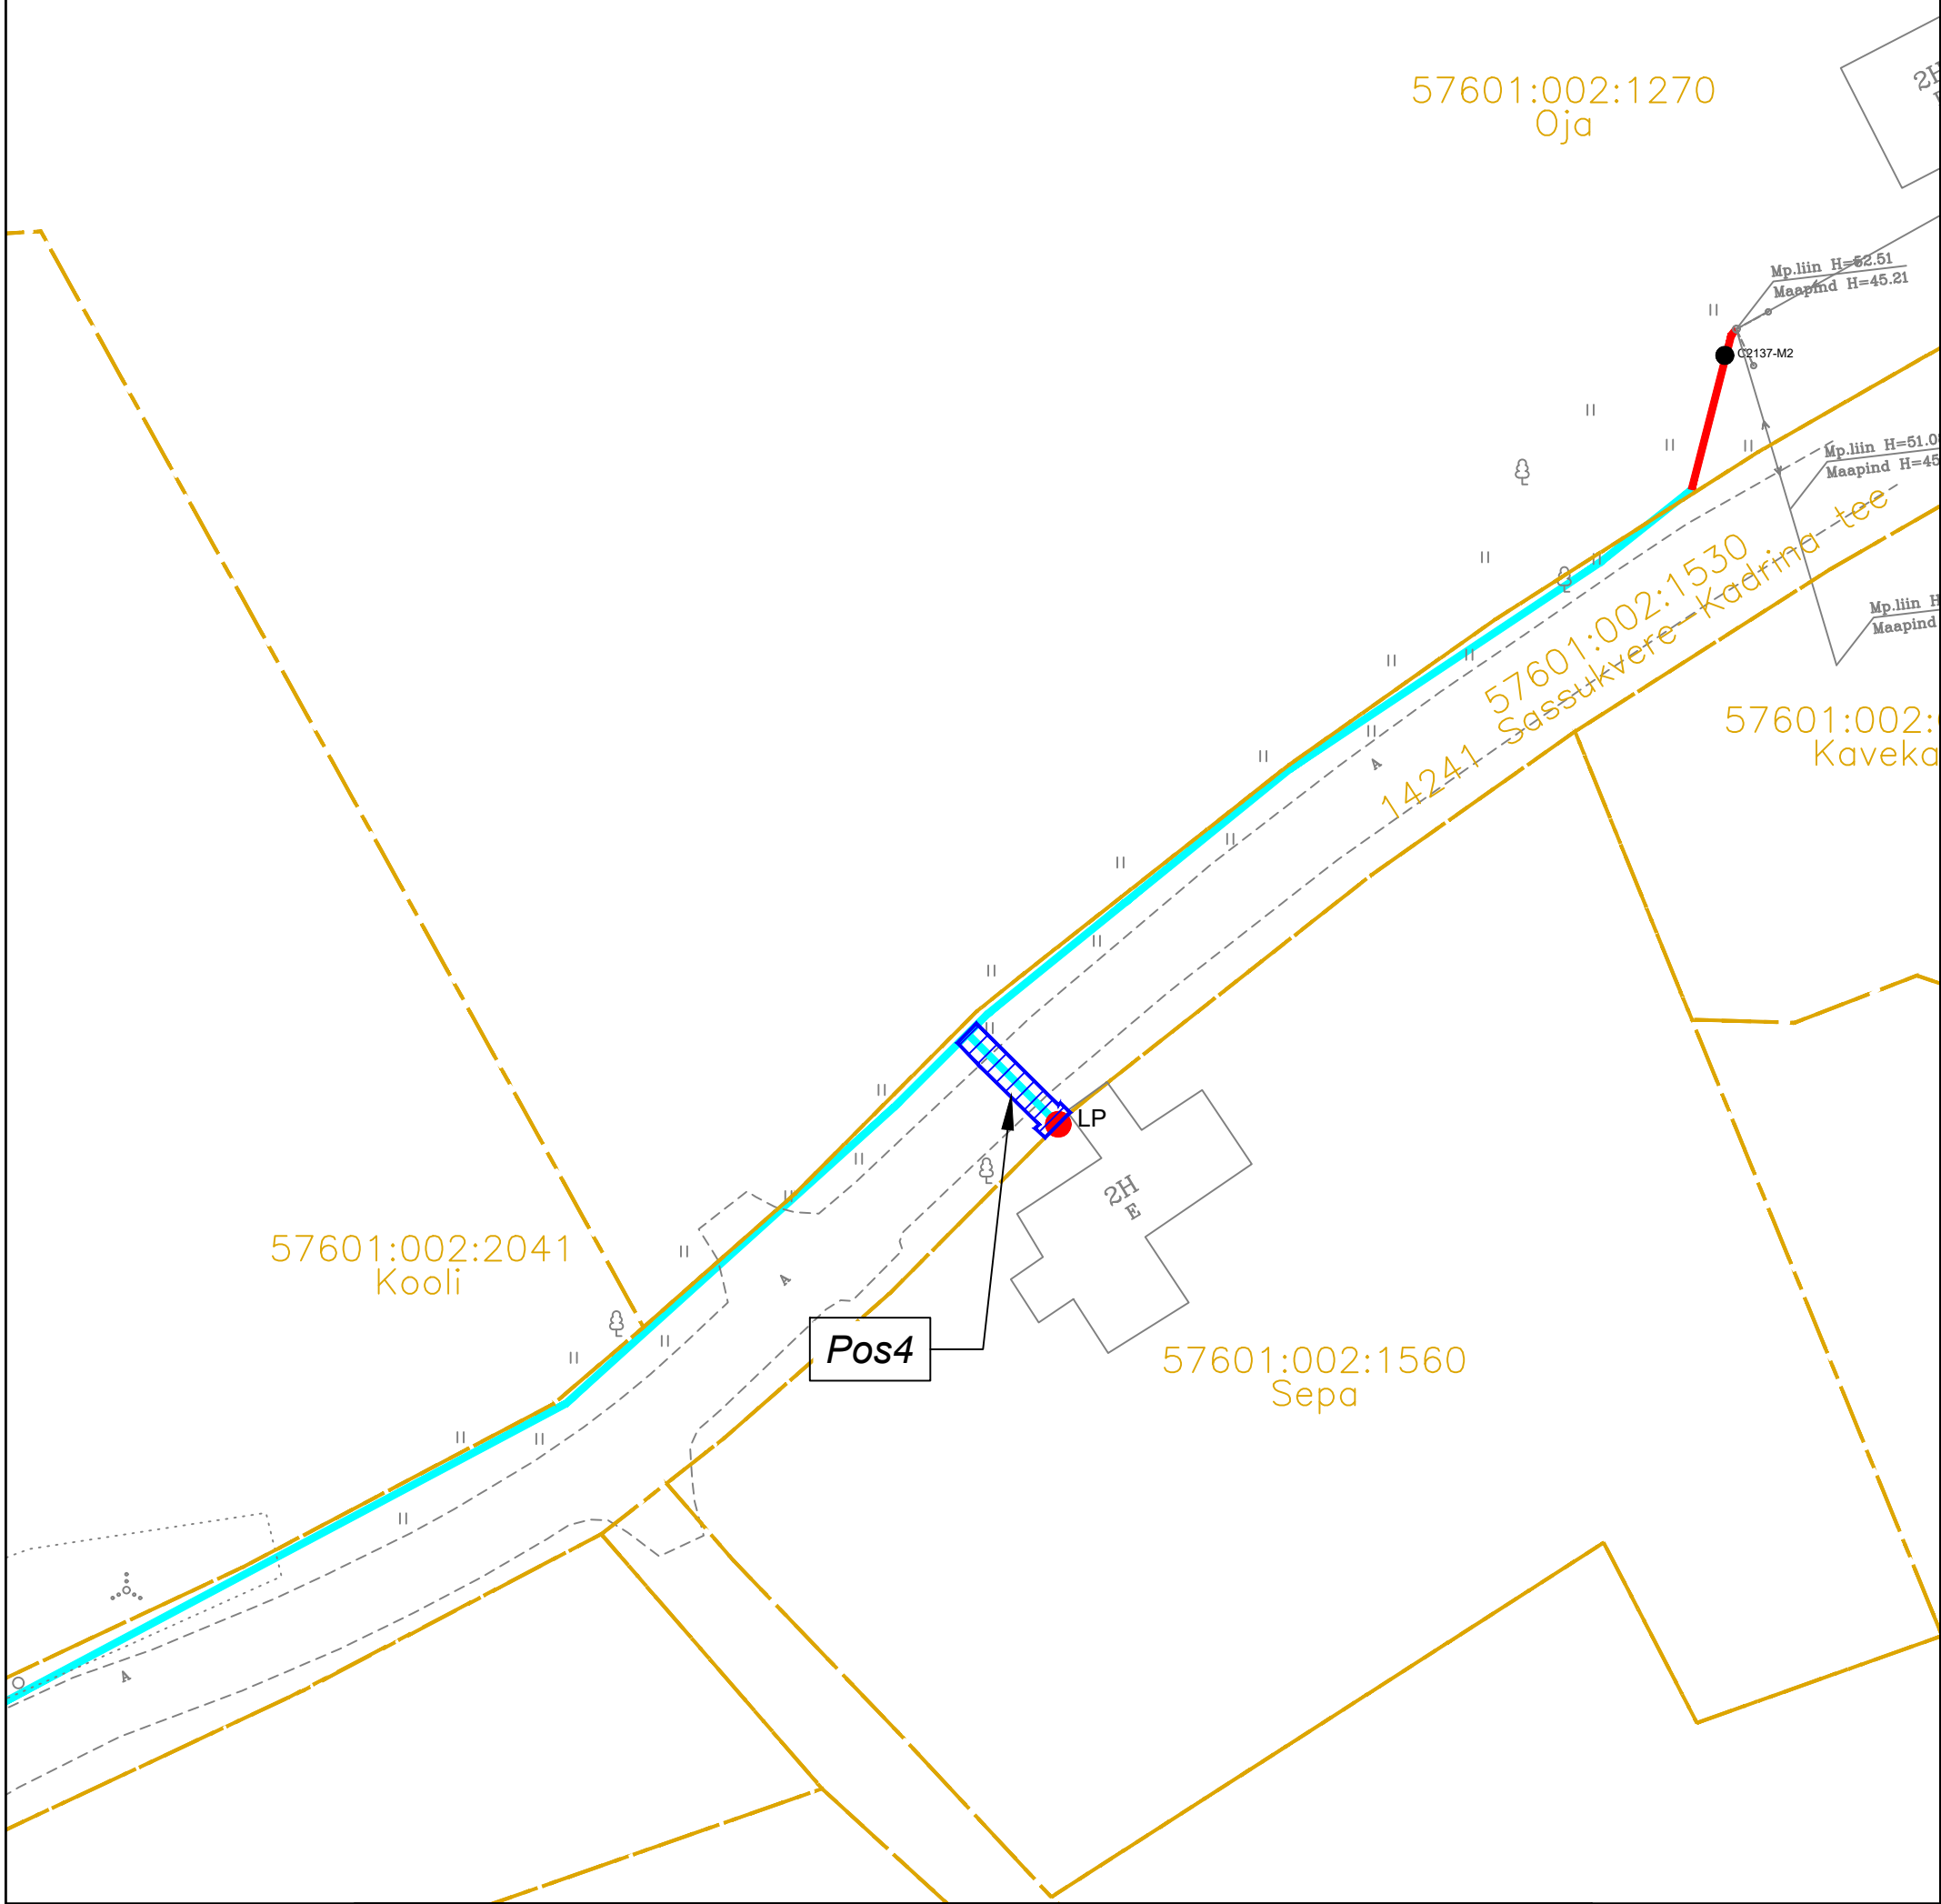 57601:002:1270
Oja
2H
Mp.liin H=52.51
Maapind H=45.21
C2137-M2
Mp.liin H=51.0
Maapind H=45
57601:002:1530
14241 Sassukvere-Kadrina tee
Mp.liin H
Maapind
57601:002:
Kaveka
A
LP
2H
E
57601:002:2041
Kooli
A
Pos4
57601:002:1560
Sepa
A